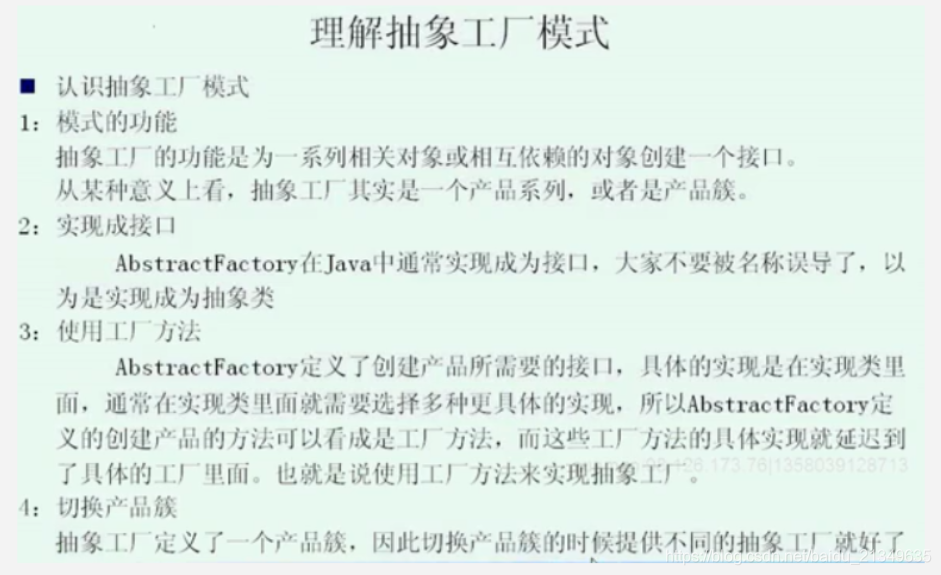 理解抽象工厂模式
■ 认识抽象工厂模式
1：模式的功能
抽象工厂的功能是为一系列相关对象或相互依赖的对象创建一个接口。
从某种意义上看，抽象工厂其实是一个产品系列，或者是产品簇。
2：实现成接口
AbstractFactory在Java中通常实现成为接口，大家不要被名称误导了，以
为是实现成为抽象类
3：使用工厂方法
AbstractFactory定义了创建产品所需要的接口，具体的实现是在实现类里
面，通常在实现类里面就需要选择多种更具体的实现，所以AbstractFactory定
义的创建产品的方法可以看成是工厂方法，而这些工厂方法的具体实现就延迟到
了具体的工厂里面。也就是说使用工厂方法来实现抽象工厂。
126.173.76|1358039128713
4：切换产品簇
抽象工厂定义了一个产品簇，因此切换产品簇的时候提供不同的抽象工厂就好了
https://blog.csdn.net/baidu_21349635